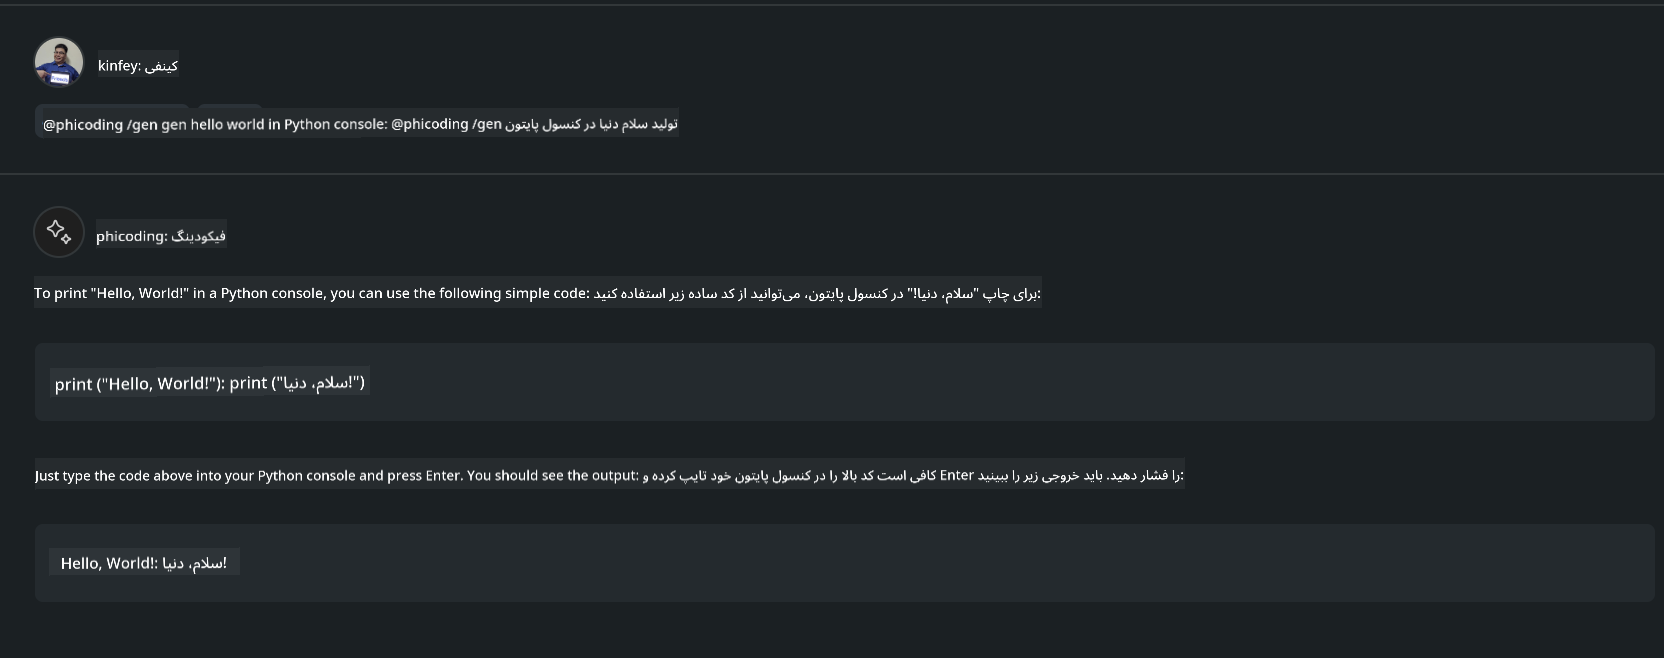 kinfey: کینفی
@phicoding /gen gen hello world in Python console: @phicoding /gen تولید سلام دنیا در کنسول پایتون
phicoding: فیکودینگ
To print "Hello, World!" in a Python console, you can use the following simple code: برای چاپ "سلام، دنیا!" در کنسول پایتون، می‌توانید از کد ساده زیر استفاده کنید:
print ("Hello, World!"): print ("سلام، دنیا!")
Just type the code above into your Python console and press Enter. You should see the output: کافی است کد بالا را در کنسول پایتون خود تایپ کرده و Enter را فشار دهید. باید خروجی زیر را ببینید:
Hello, World!: سلام، دنیا!